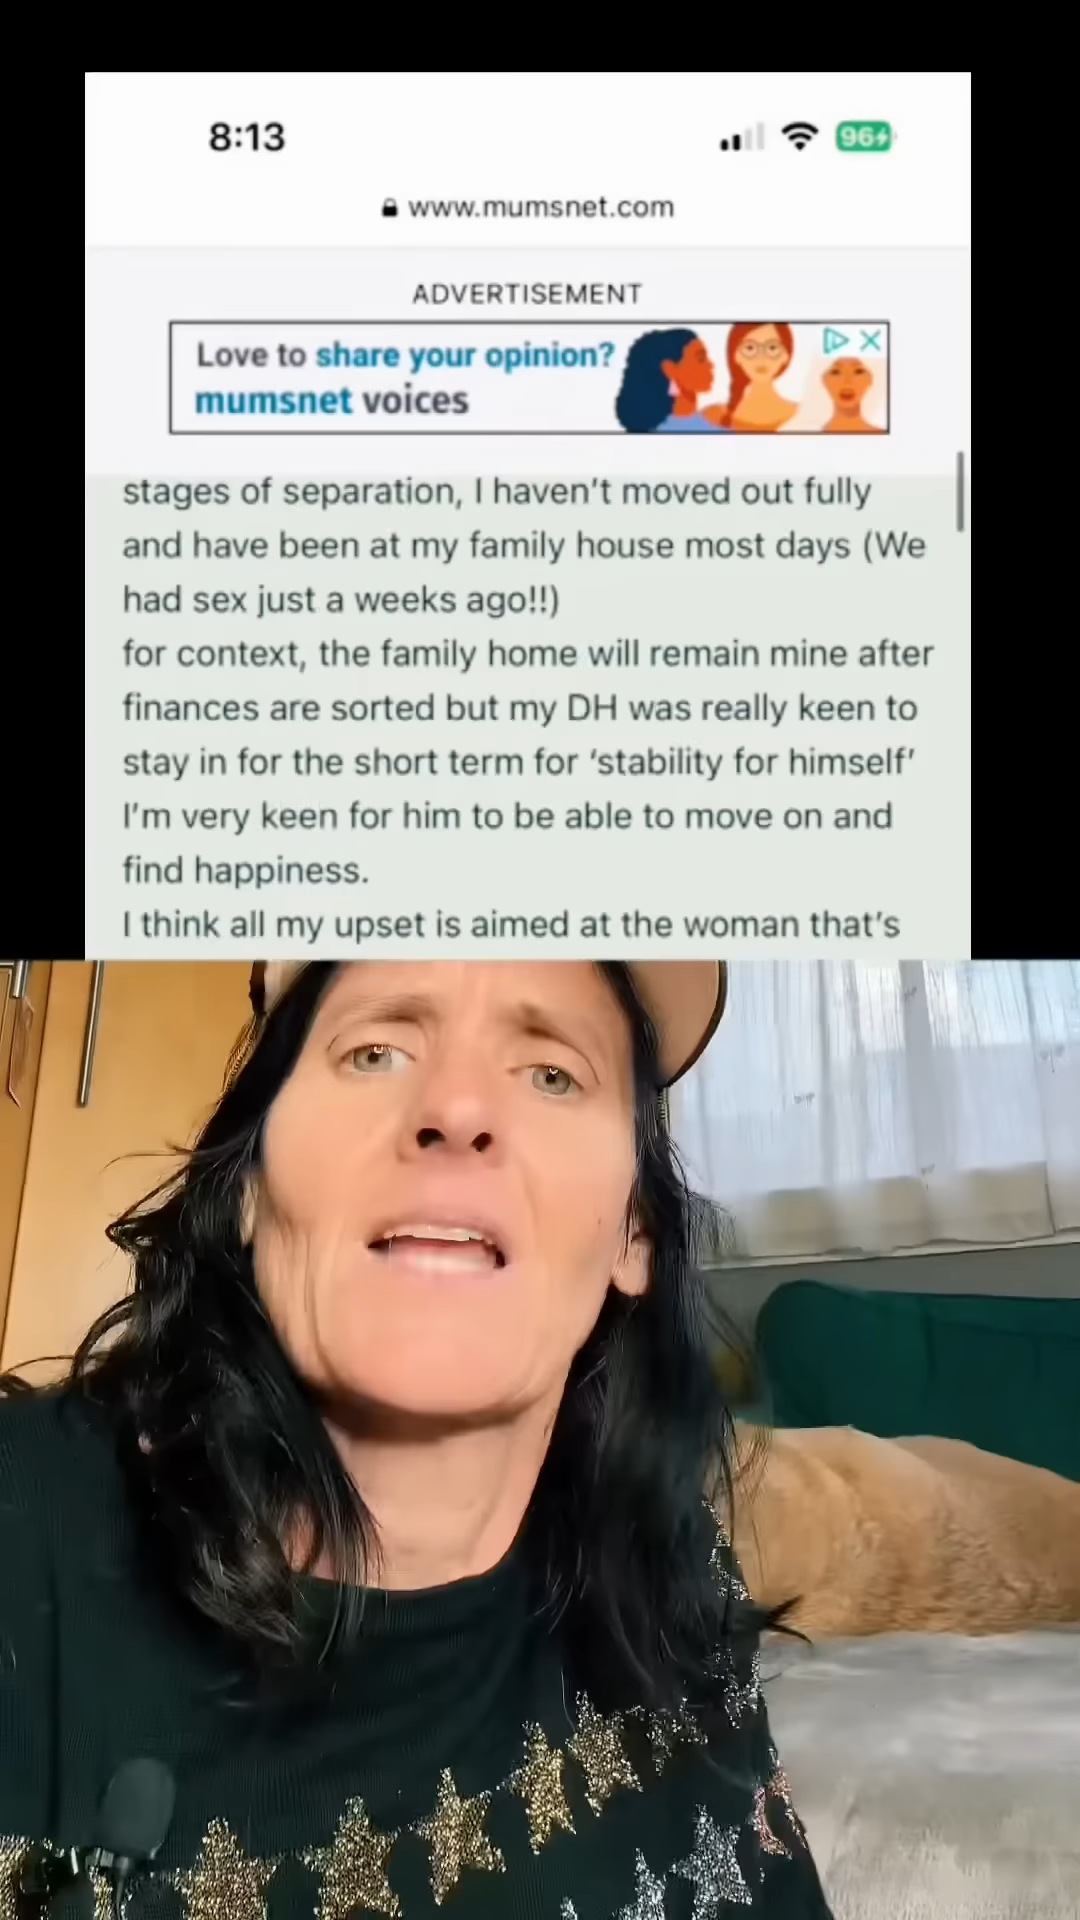 8:13
96
www.mumsnet.com
ADVERTISEMENT
Love to share your opinion?
mumsnet voices
stages of separation, I haven't moved out fully
and have been at my family house most days (We
had sex just a weeks ago!!)
for context, the family home will remain mine after
finances are sorted but my DH was really keen to
stay in for the short term for 'stability for himself'
I'm very keen for him to be able to move on and
find happiness.
I think all my upset is aimed at the woman that's